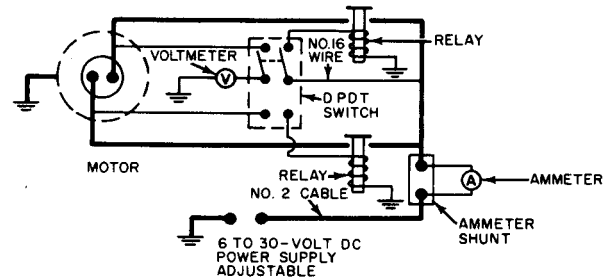 NO.16
WIRE
RELAY
VOLTMETER
V
DPDT
SWITCH
MOTOR
RELAY
NO. 2 CABLE
A
AMMETER
AMMETER
SHUNT
6 TO 30-VOLT DC
POWER SUPPLY
ADJUSTABLE